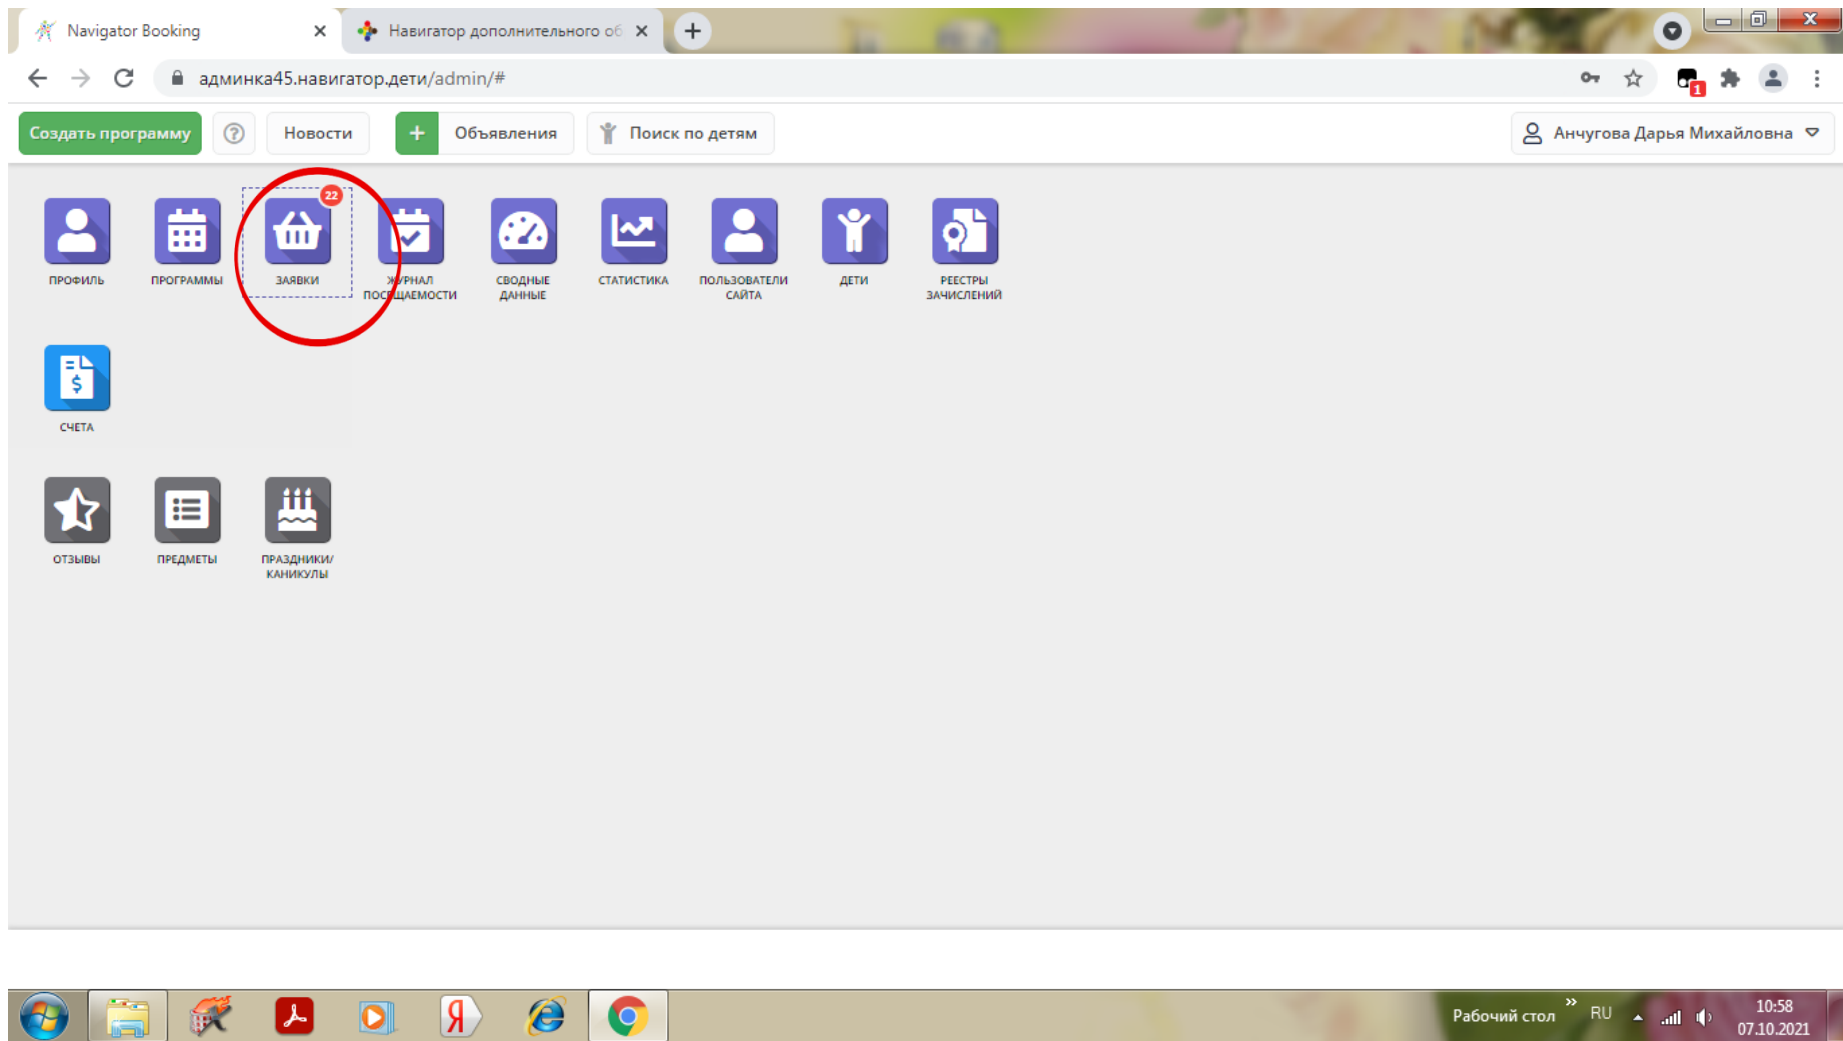 Navigator Booking
Навигатор дополнительного об
админка45.навигатор.дети/admin/#
1
Создать программу
?
Новости
+ Объявления
Поиск по детям
Анчугова Дарья Михайловна
22
ПРОФИЛЬ
ПРОГРАММЫ
ЗАЯВКИ
ЖУРНАЛ
ПОСЕЩАЕМОСТИ
СВОДНЫЕ
ДАННЫЕ
СТАТИСТИКА
ПОЛЬЗОВАТЕЛИ
САЙТА
ДЕТИ
РЕЕСТРЫ
ЗАЧИСЛЕНИЙ
$
СЧЕТА
ОТЗЫВЫ
ПРЕДМЕТЫ
ПРАЗДНИКИ/
КАНИКУЛЫ
Я
Рабочий стол
»
RU
10:58
07.10.2021